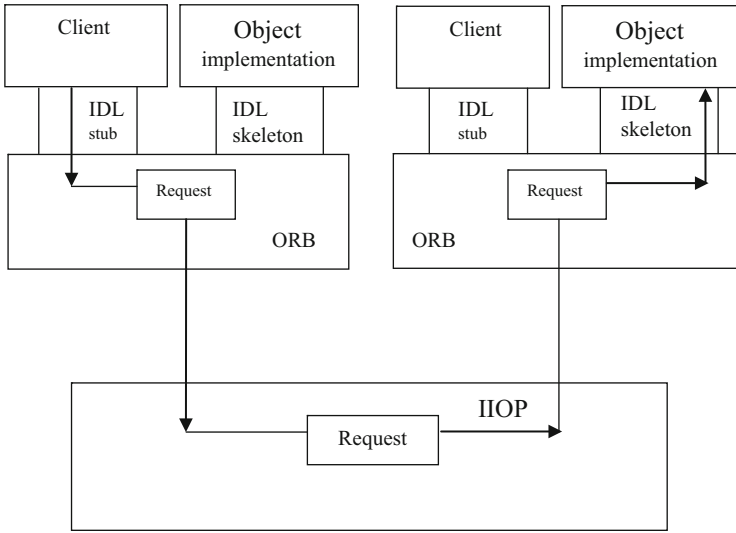 Client
Object
implementation
IDL
stub
IDL
skeleton
Request
ORB
Client
Object
implementation
IDL
stub
IDL
skeleton
Request
ORB
IIOP
Request